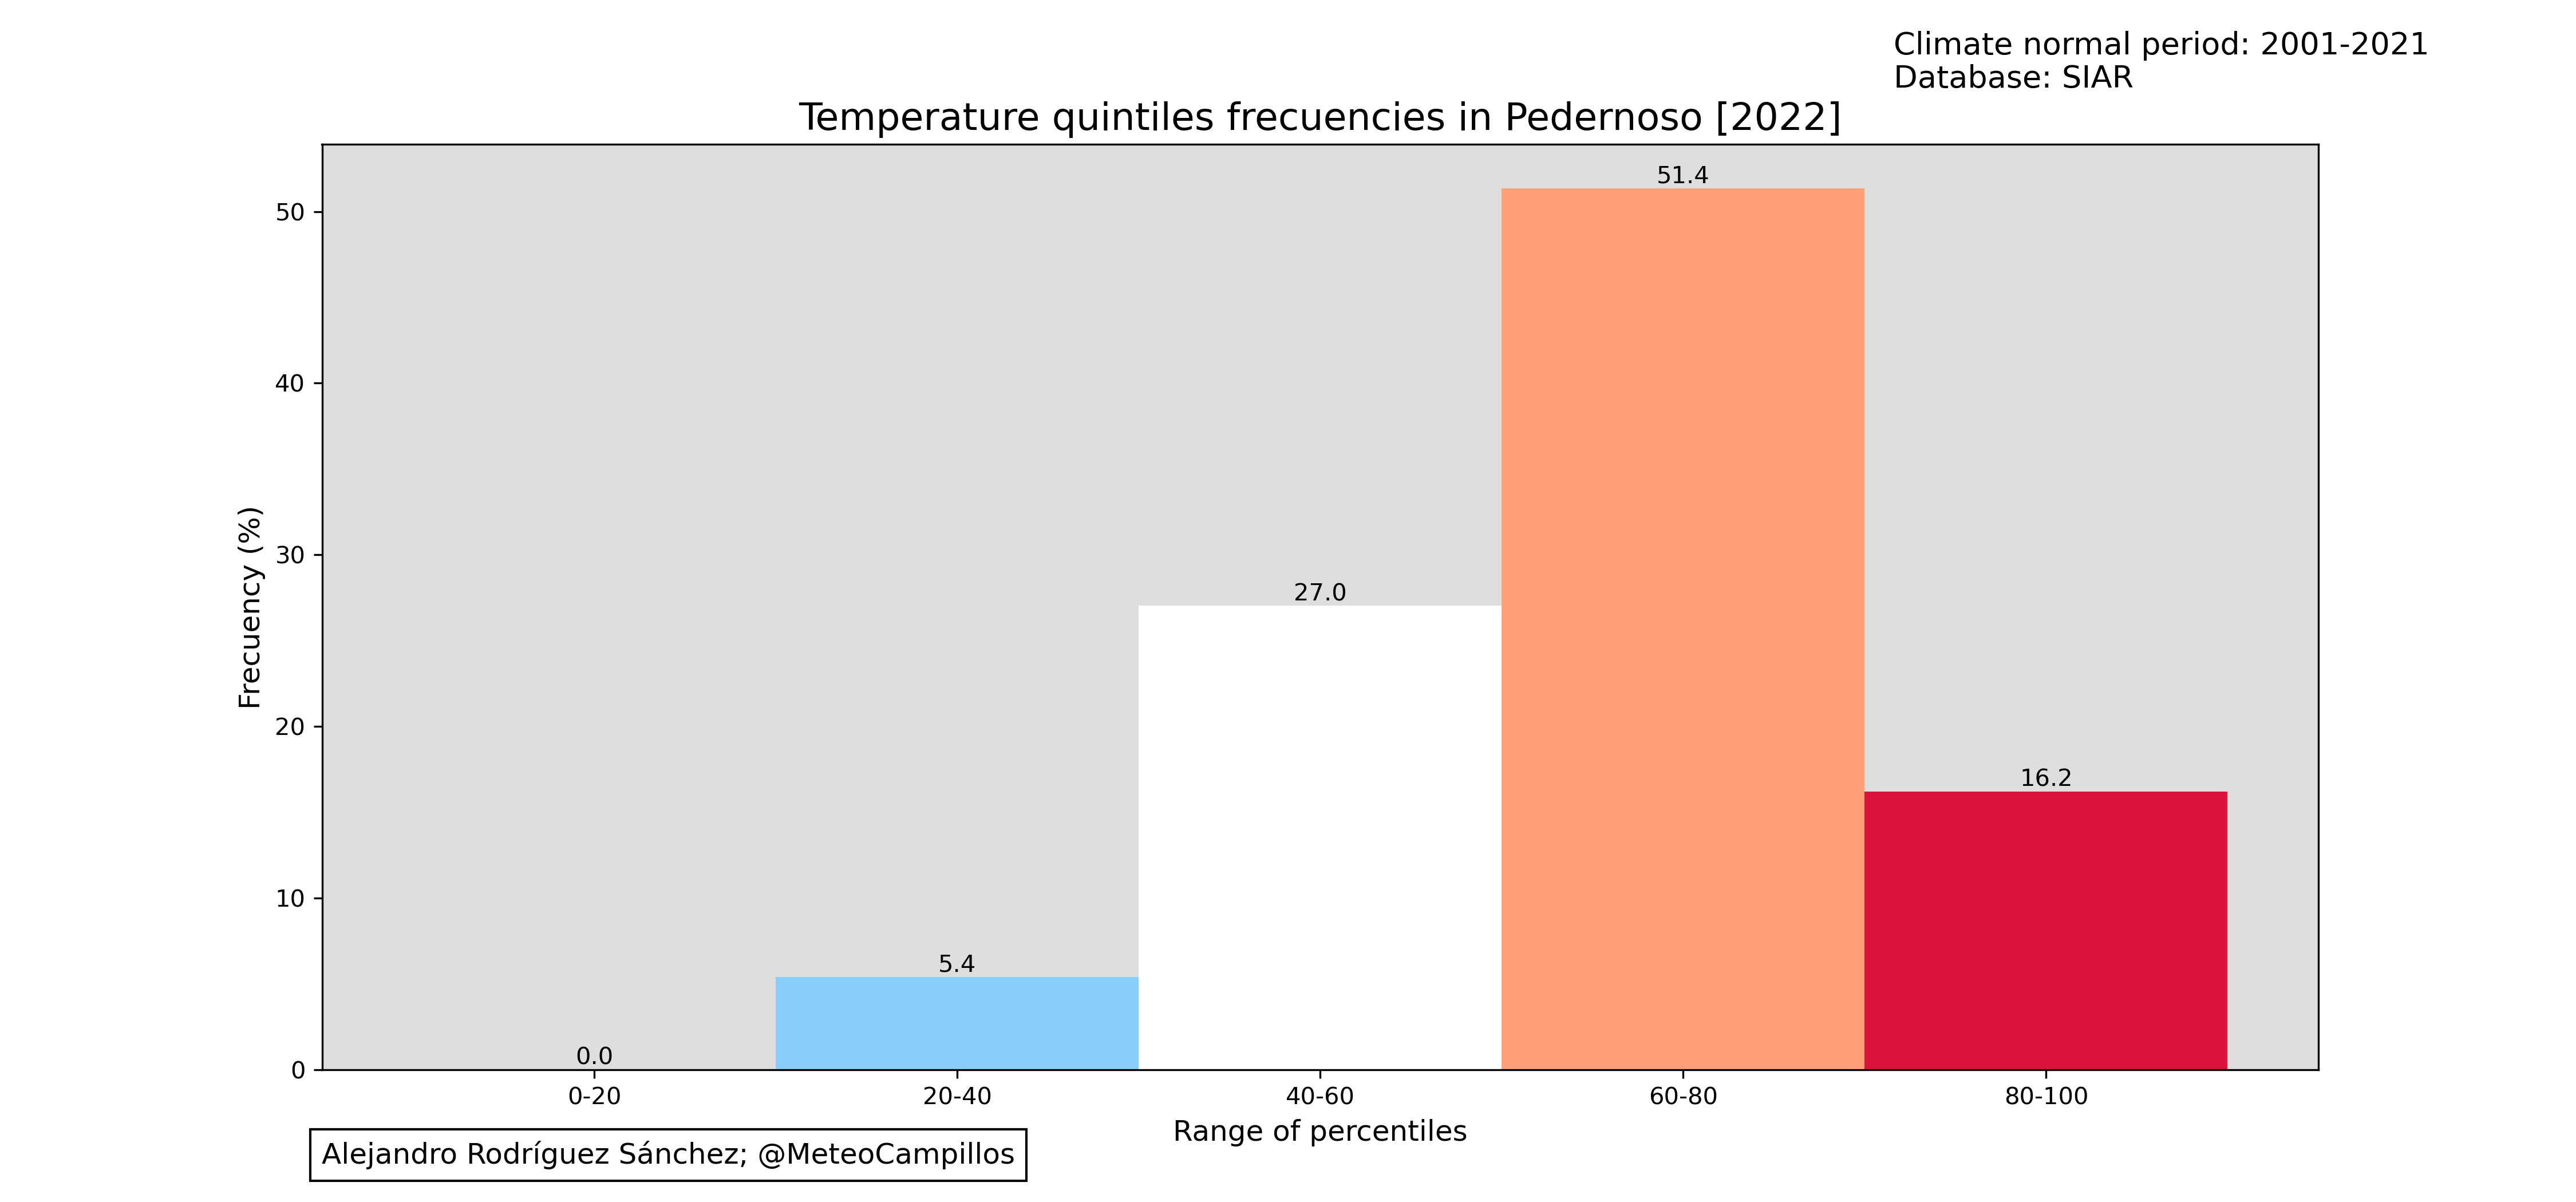 Climate normal period: 2001-2021
Database: SIAR
Temperature quintiles frecuencies in Pedernoso [2022]
Frecuency (%)
50
40
30
20
10
0
0.0
5.4
27.0
51.4
16.2
0-20
20-40
40-60
60-80
80-100
Range of percentiles
Alejandro Rodríguez Sánchez; @MeteoCampillos